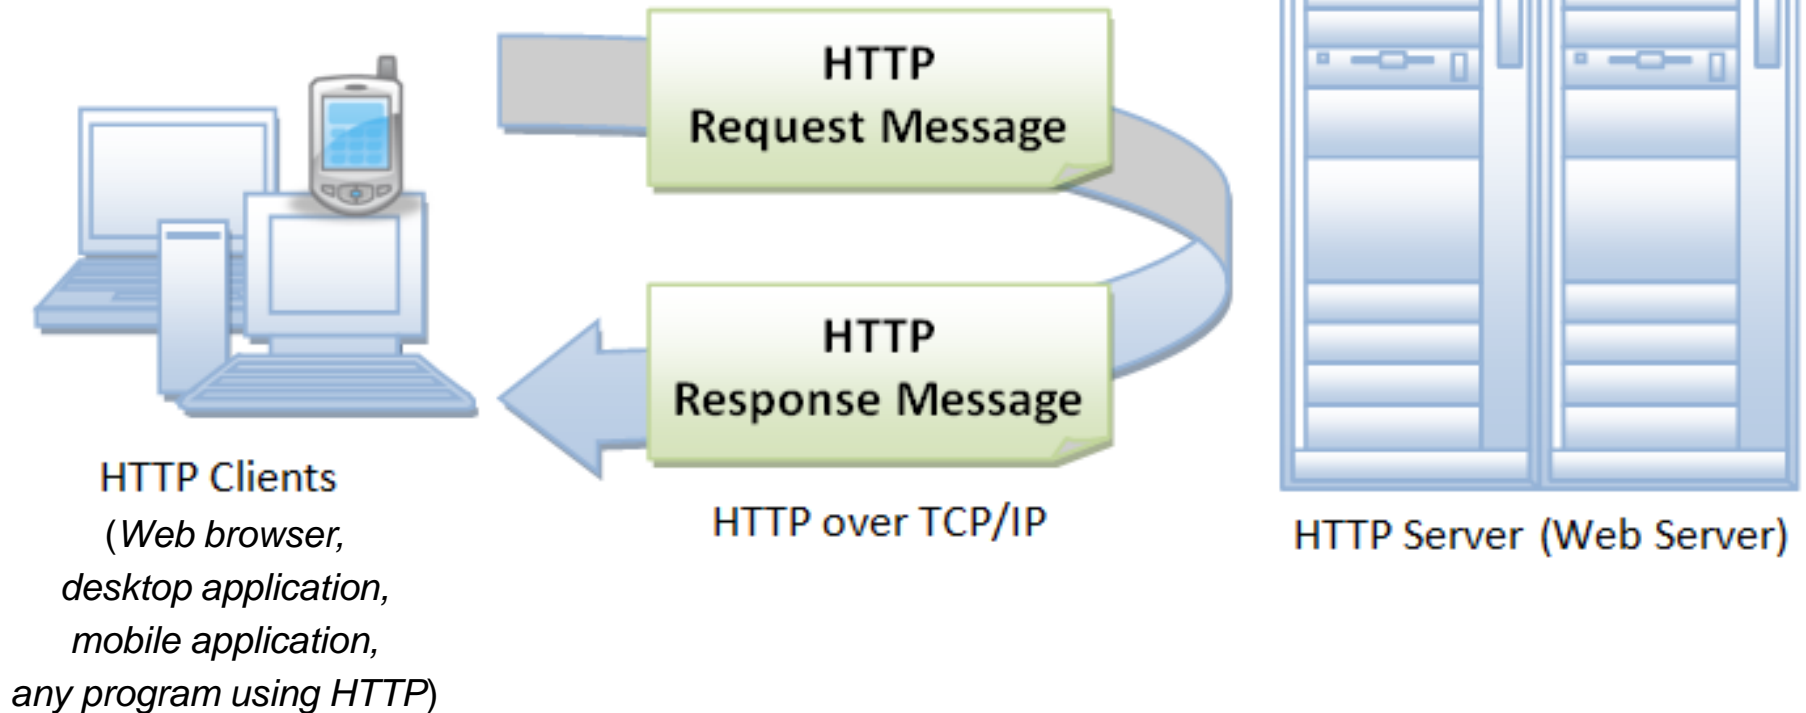 HTTP
Request Message
HTTP
Response Message
HTTP Clients
(Web browser,
desktop application,
mobile application,
any program using HTTP)
HTTP over TCP/IP
HTTP Server (Web Server)